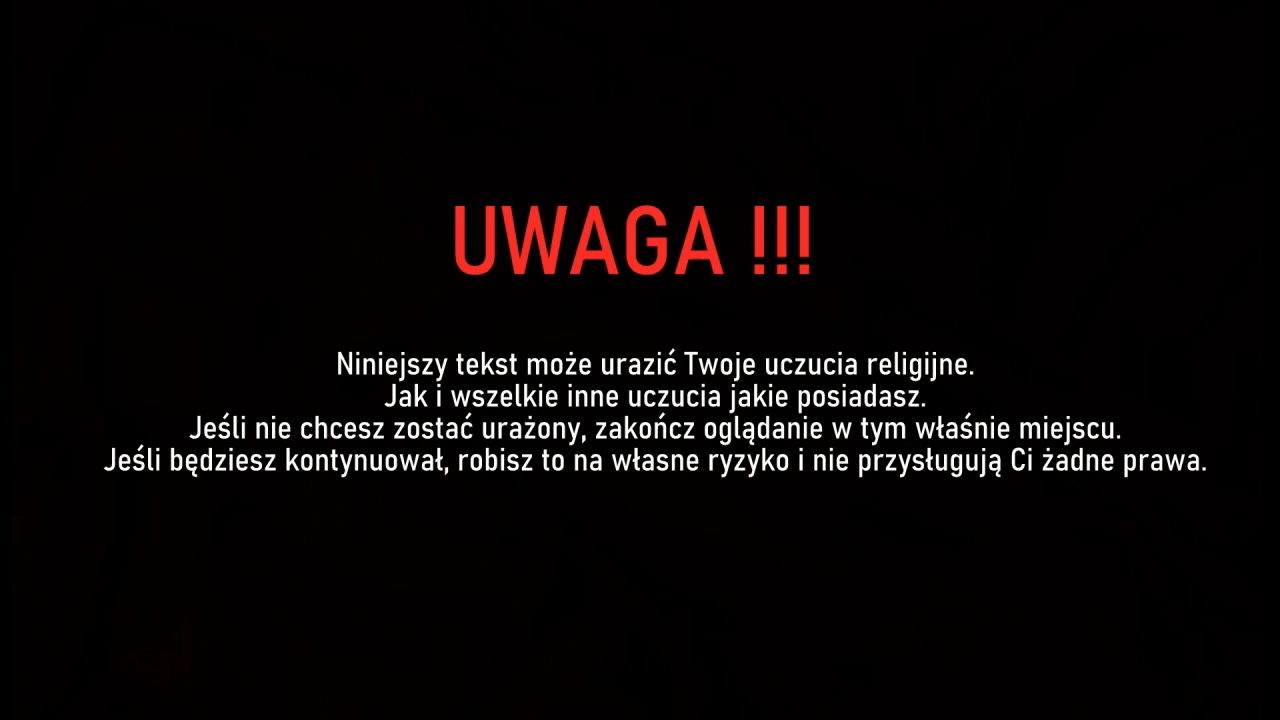 UWAGA !!!
Niniejszy tekst może urazić Twoje uczucia religijne.
Jak i wszelkie inne uczucia jakie posiadasz.
Jeśli nie chcesz zostać urażony, zakończ oglądanie w tym właśnie miejscu.
Jeśli będziesz kontynuował, robisz to na własne ryzyko i nie przysługują Ci żadne prawa.